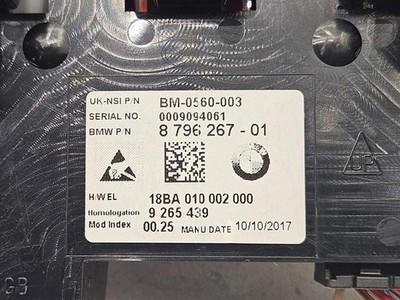 UK-NSI P/N BM-0560-003
SERIAL NO. 0009094061
BMW P/N 8 796 267 - 01
H/W EL 18BA 010 002 000
Homologation 9 265 439
Mod Index 00.25 MANU DATE 10/10/2017